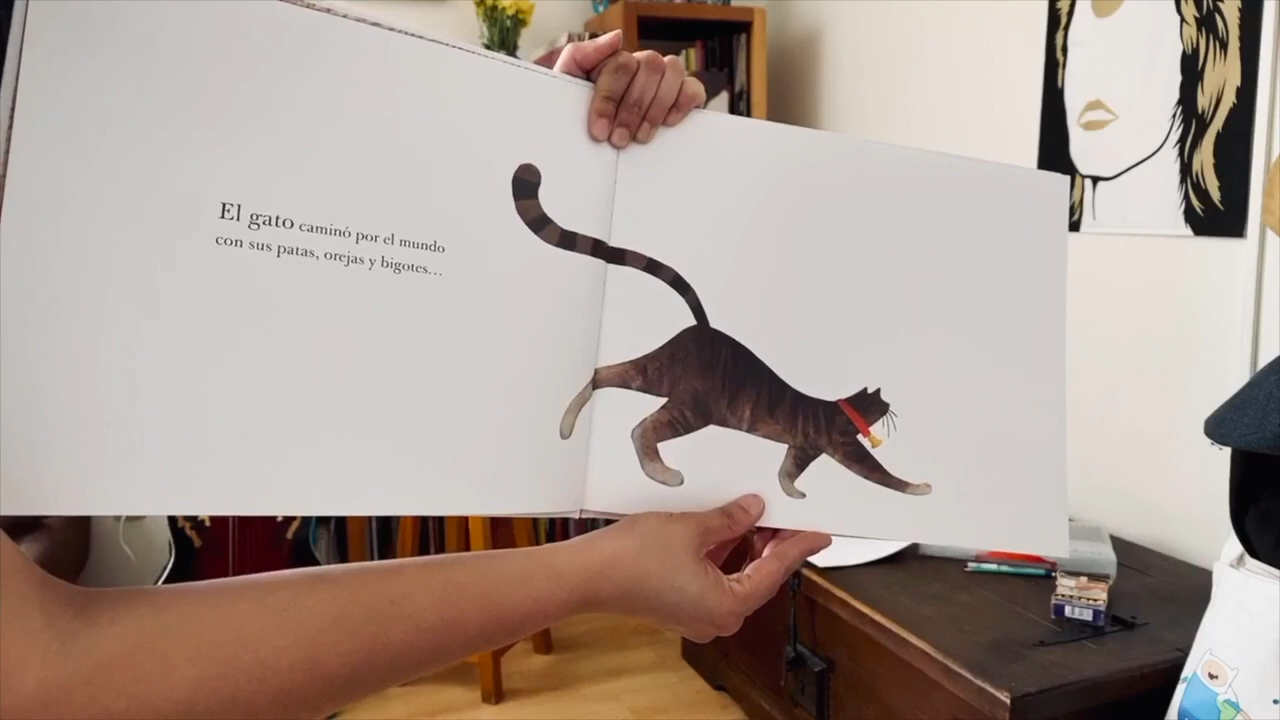 El gato caminó por el mundo
con sus patas, orejas y bigotes...